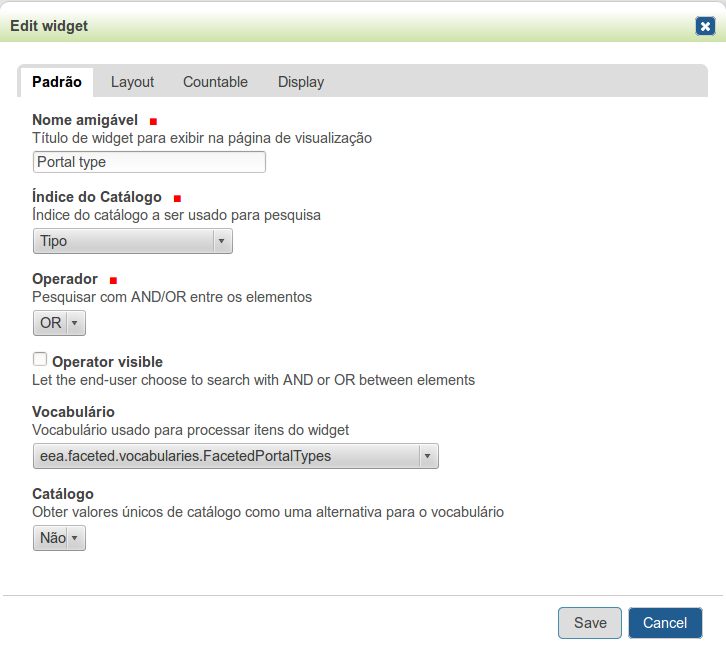 Edit widget
Padrão Layout Countable Display
Nome amigável
Título de widget para exibir na página de visualização
Portal type
Índice do Catálogo
Índice do catálogo a ser usado para pesquisa
Tipo
Operador
Pesquisar com AND/OR entre os elementos
OR
Operator visible
Let the end-user choose to search with AND or OR between elements
Vocabulário
Vocabulário usado para processar itens do widget
eea.faceted.vocabularies.FacetedPortalTypes
Catálogo
Obter valores únicos de catálogo como uma alternativa para o vocabulário
Não
Save Cancel